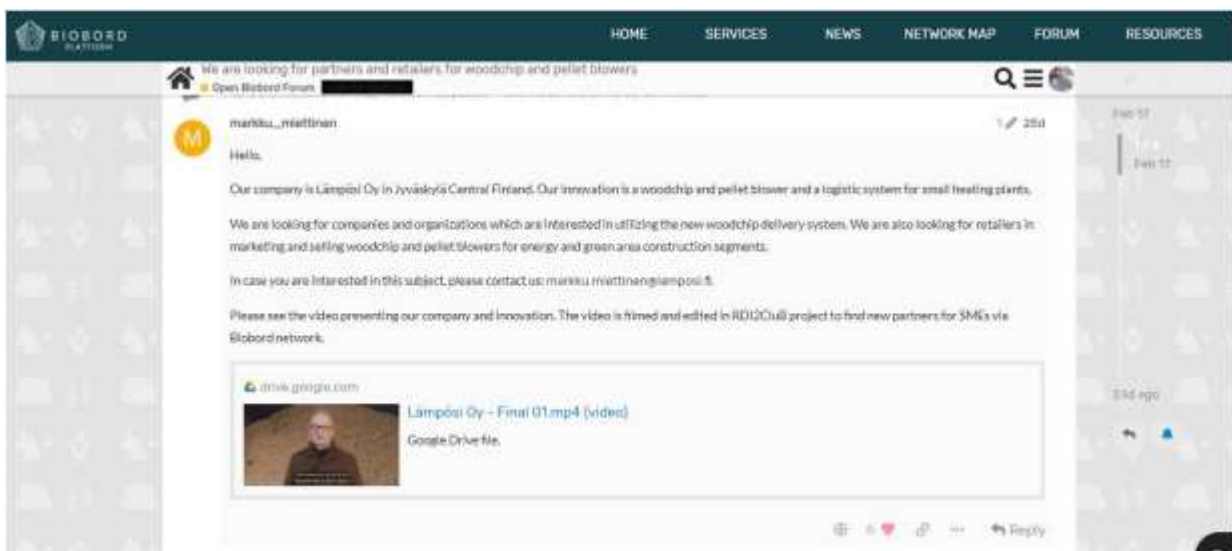 BIOBORD
PLATFORM
HOME SERVICES NEWS NETWORK MAP FORUM RESOURCES
We are looking for partners and retailers for woodchip and pellet blowers
Open Biobord Forum
markku_miettinen
1 28d
Hello,
Our company is Lämpösi Oy in Jyväskylä Central Finland. Our innovation is a woodchip and pellet blower and a logistic system for small heating plants.
We are looking for companies and organizations which are interested in utilizing the new woodchip delivery system. We are also looking for retailers in
marketing and selling woodchip and pellet blowers for energy and green area construction segments.
In case you are interested in this subject, please contact us: markku.miettinen@lamposi.fi.
Please see the video presenting our company and innovation. The video is filmed and edited in RDI2CluB project to find new partners for SMEs via
Biobord network.
drive.google.com
Lämpösi Oy - Final 01.mp4 (video)
Google Drive file.
6
Reply
Feb 17
Feb 17